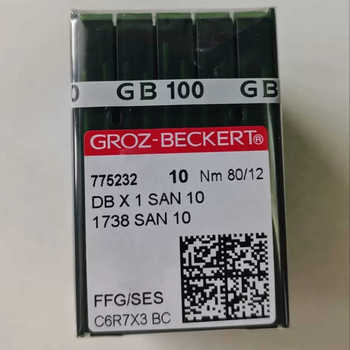 0 GB 100
GROZ-BECKERT®
775232 10 Nm 80/12
DB X 1 SAN 10
1738 SAN 10
FFG/SES
C6R7X3 BC